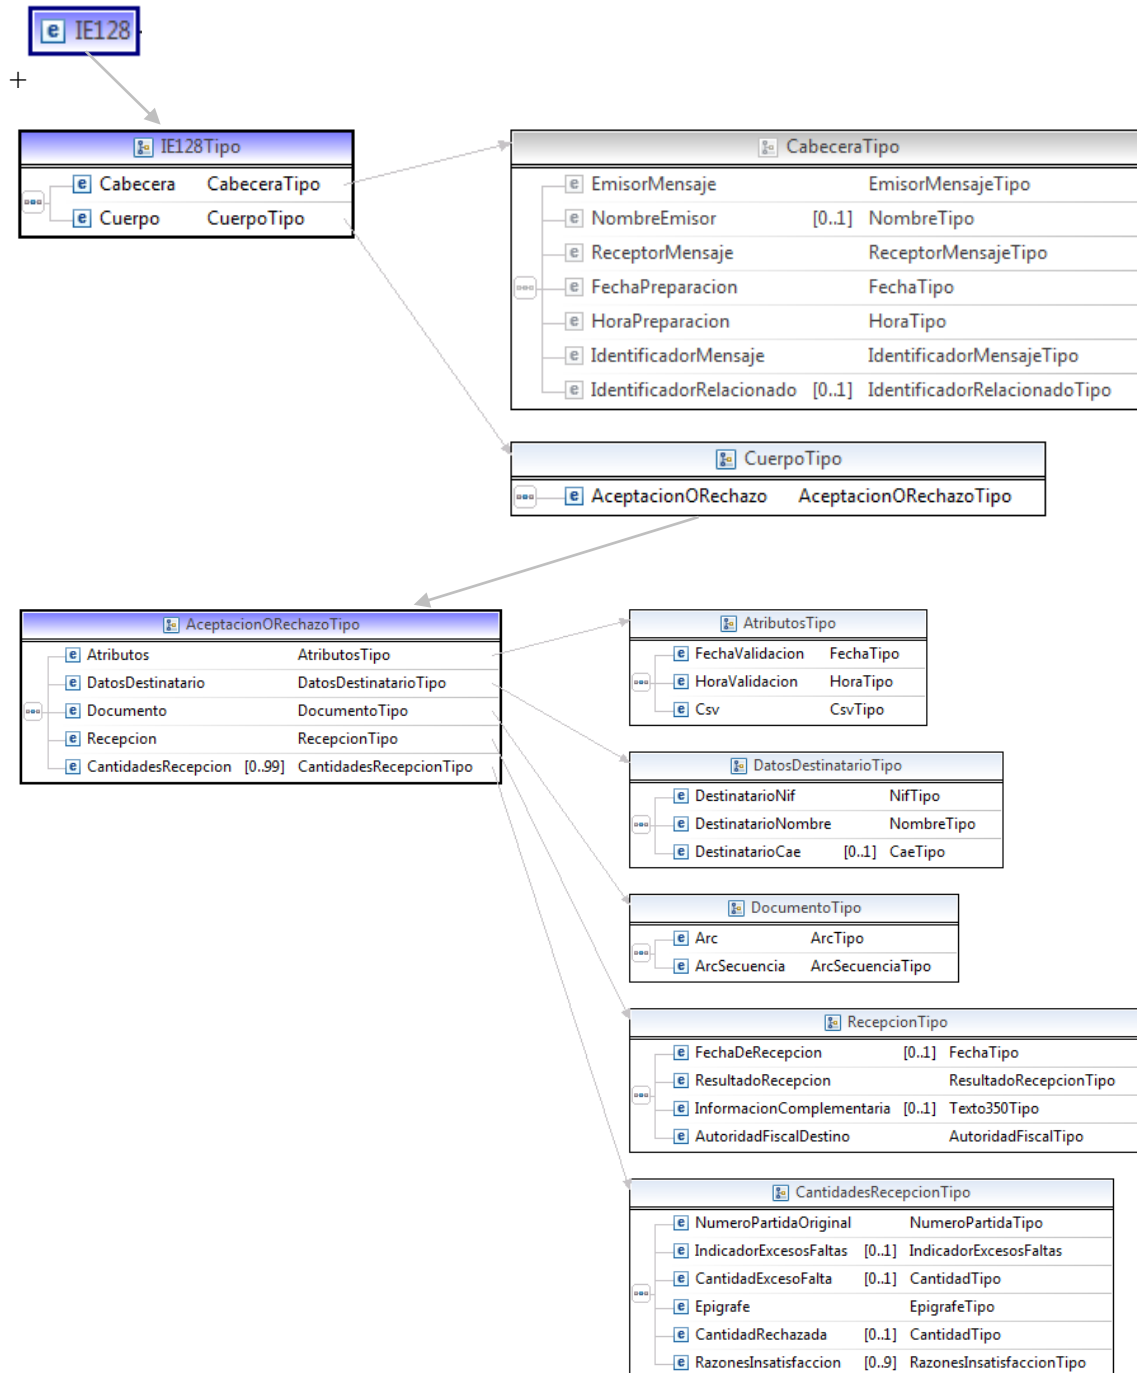 e IE128
+
IE128Tipo
e Cabecera CabeceraTipo
e Cuerpo CuerpoTipo
CabeceraTipo
e EmisorMensaje EmisorMensajeTipo
e NombreEmisor [0..1] NombreTipo
e ReceptorMensaje ReceptorMensajeTipo
e FechaPreparacion FechaTipo
e HoraPreparacion HoraTipo
e IdentificadorMensaje IdentificadorMensajeTipo
e IdentificadorRelacionado [0..1] IdentificadorRelacionadoTipo
CuerpoTipo
e AceptacionORechazo AceptacionORechazoTipo
AceptacionORechazoTipo
e Atributos AtributosTipo
e DatosDestinatario DatosDestinatarioTipo
e Documento DocumentoTipo
e Recepcion RecepcionTipo
e CantidadesRecepcion [0..99] CantidadesRecepcionTipo
AtributosTipo
e FechaValidacion FechaTipo
e HoraValidacion HoraTipo
e Csv CsvTipo
DatosDestinatarioTipo
e DestinatarioNif NifTipo
e DestinatarioNombre NombreTipo
e DestinatarioCae [0..1] CaeTipo
DocumentoTipo
e Arc ArcTipo
e ArcSecuencia ArcSecuenciaTipo
RecepcionTipo
e FechaDeRecepcion [0..1] FechaTipo
e ResultadoRecepcion ResultadoRecepcionTipo
e InformacionComplementaria [0..1] Texto350Tipo
e AutoridadFiscalDestino AutoridadFiscalTipo
CantidadesRecepcionTipo
e NumeroPartidaOriginal NumeroPartidaTipo
e IndicadorExcesosFaltas [0..1] IndicadorExcesosFaltas
e CantidadExcesoFalta [0..1] CantidadTipo
e Epigrafe EpigrafeTipo
e CantidadRechazada [0..1] CantidadTipo
e RazonesInsatisfaccion [0..9] RazonesInsatisfaccionTipo